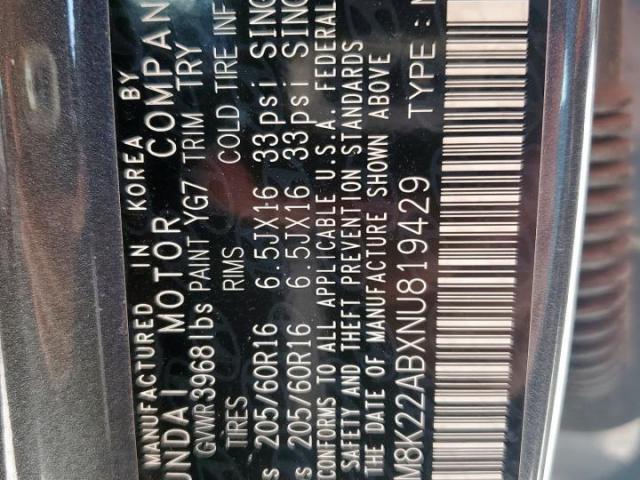 MANUFACTURED IN KOREA BY
UNDAI MOTOR COMPAN
GVWR 3968lbs PAINT YG7 TRIM TRY
TIRES RIMS COLD TIRE INF
s 205/60R16 6.5JX16 33psi SING
s 205/60R16 6.5JX16 33psi SING
CONFORMS TO ALL APPLICABLE U.S.A. FEDERAL
SAFETY AND THEFT PREVENTION STANDARDS
THE DATE OF MANUFACTURE SHOWN ABOVE
M8K22ABXNU819429 TYPE :